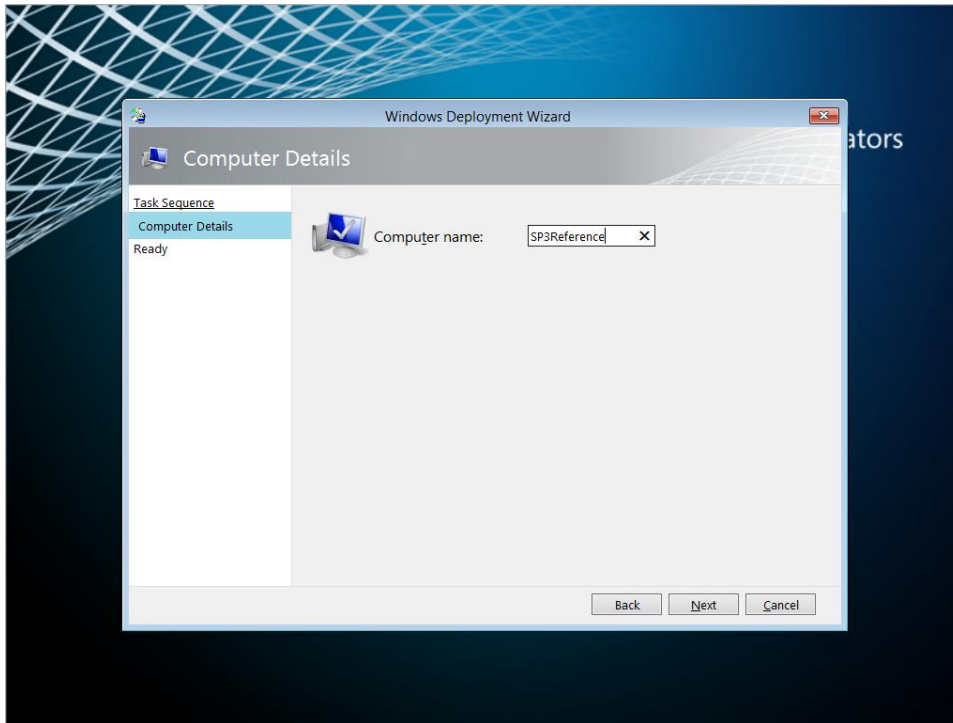 Windows Deployment Wizard
ators
Computer Details
Task Sequence
Computer Details
Ready
Computer name: SP3Reference
Back Next Cancel